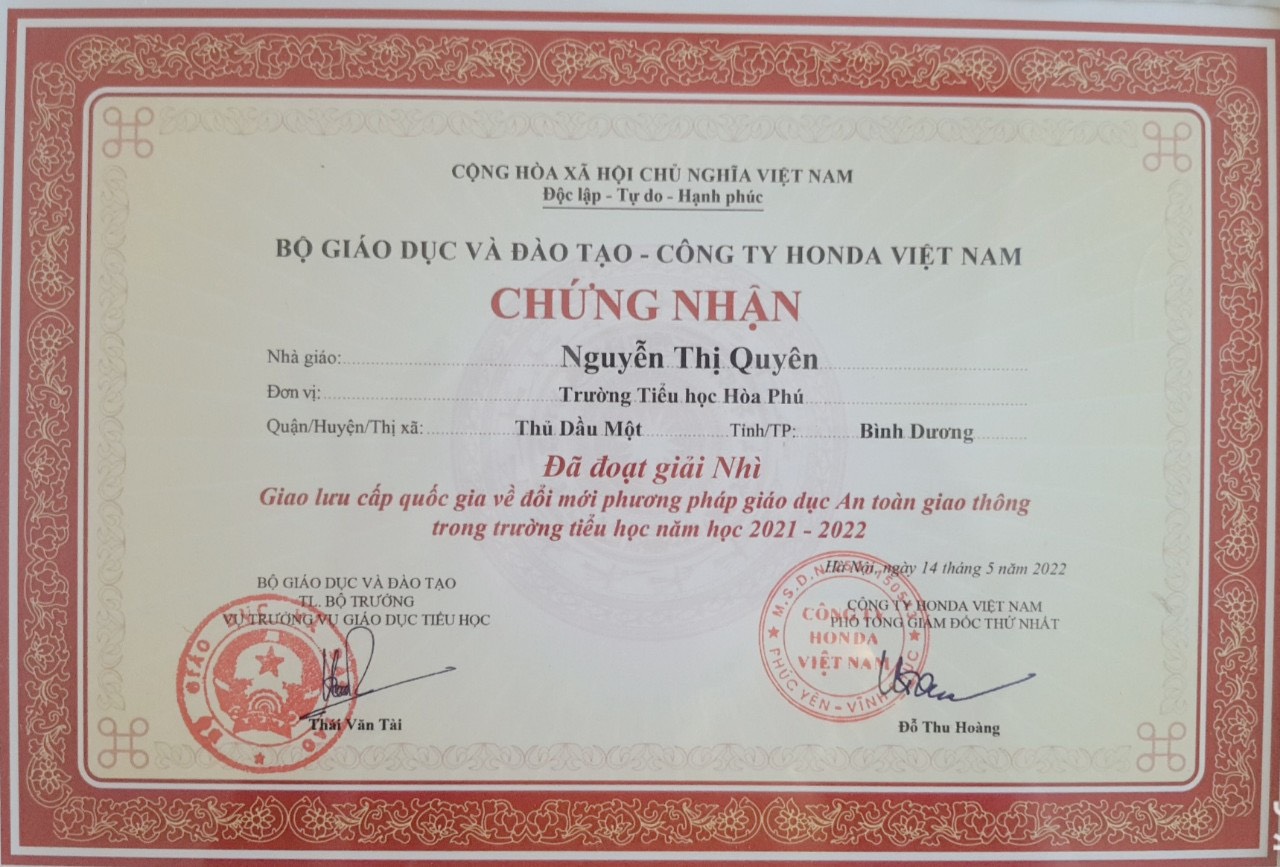 CỘNG HÒA XÃ HỘI CHỦ NGHĨA VIỆT NAM
Độc lập - Tự do - Hạnh phúc
BỘ GIÁO DỤC VÀ ĐÀO TẠO - CÔNG TY HONDA VIỆT NAM
CHỨNG NHẬN
Nhà giáo: Nguyễn Thị Quyên
Đơn vị: Trường Tiểu học Hòa Phú
Quận/Huyện/Thị xã: Thủ Dầu Một Tỉnh/TP: Bình Dương
Đã đoạt giải Nhì
Giao lưu cấp quốc gia về đổi mới phương pháp giáo dục An toàn giao thông
trong trường tiểu học năm học 2021 - 2022
Hà Nội, ngày 14 tháng 5 năm 2022
BỘ GIÁO DỤC VÀ ĐÀO TẠO
TL. BỘ TRƯỞNG
VỤ TRƯỞNG VỤ GIÁO DỤC TIỂU HỌC
Thái Văn Tài
CÔNG TY HONDA VIỆT NAM
PHÓ TỔNG GIÁM ĐỐC THỨ NHẤT
CÔNG TY
HONDA
VIỆT NAM
PHÚC YÊN - VĨNH PHÚC
Đỗ Thu Hoàng